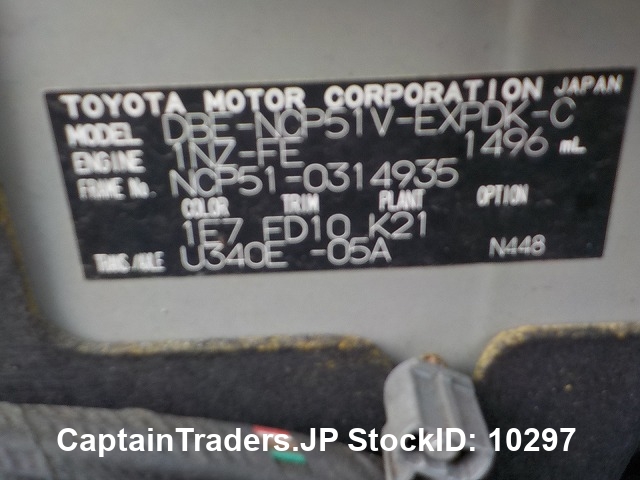 TOYOTA MOTOR CORPORATION JAPAN
MODEL DBE-NCP51V-EXPDK-C
ENGINE 1NZ-FE 1496 mL
FRAME No. NCP51-0314935
COLOR TRIM PLANT OPTION
1E7 FD10 K21
TRANS/AXLE U340E -05A N448
CaptainTraders.JP StockID: 10297